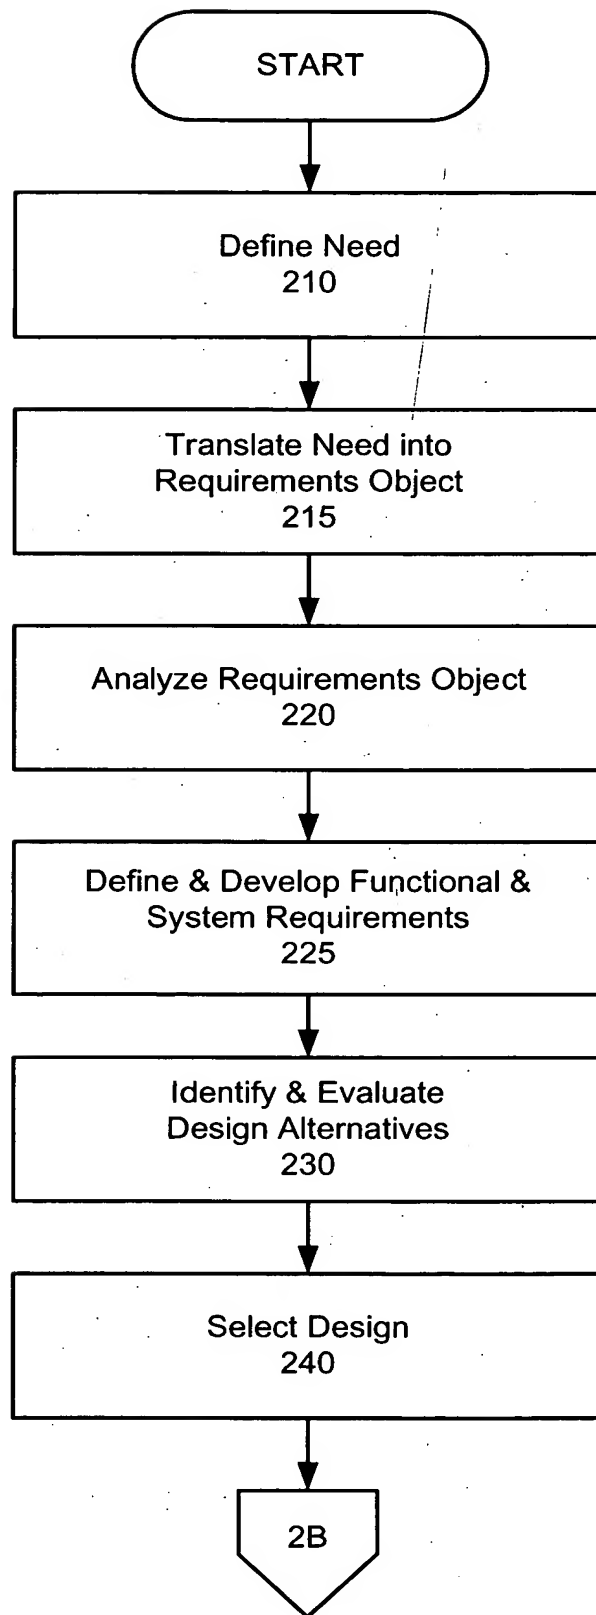 START
Define Need
210
Translate Need into
Requirements Object
215
Analyze Requirements Object
220
Define & Develop Functional &
System Requirements
225
Identify & Evaluate
Design Alternatives
230
Select Design
240
2B